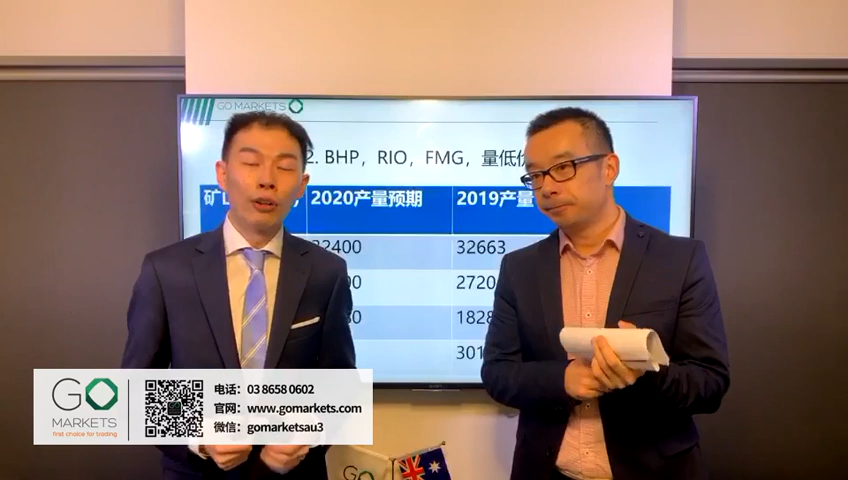 GO MARKETS
2. BHP，RIO，FMG，量低价
2020产量预期
2019产量
32663
2720
1828
301
GO
MARKETS
first choice for trading
电话：03 8658 0602
官网：www.gomarkets.com
微信：gomarketsau3
GO